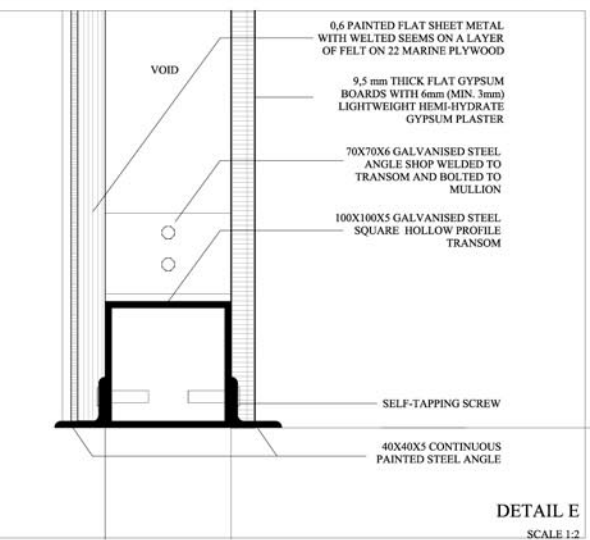 0,6 PAINTED FLAT SHEET METAL
WITH WELTED SEEMS ON A LAYER
OF FELT ON 22 MARINE PLYWOOD
VOID
9,5 mm THICK FLAT GYPSUM
BOARDS WITH 6mm (MIN. 3mm)
LIGHTWEIGHT HEMI-HYDRATE
GYPSUM PLASTER
70X70X6 GALVANISED STEEL
ANGLE SHOP WELDED TO
TRANSOM AND BOLTED TO
MULLION
100X100X5 GALVANISED STEEL
SQUARE HOLLOW PROFILE
TRANSOM
SELF-TAPPING SCREW
40X40X5 CONTINUOUS
PAINTED STEEL ANGLE
DETAIL E
SCALE 1:2